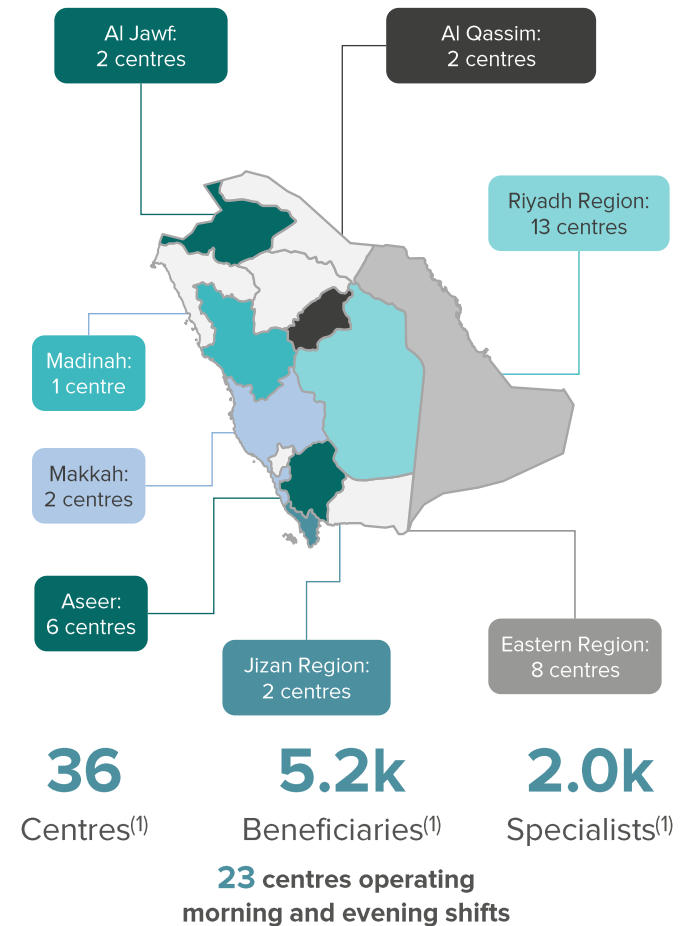 Al Jawf:
2 centres
Al Qassim:
2 centres
Riyadh Region:
13 centres
Madinah:
1 centre
Makkah:
2 centres
Aseer:
6 centres
Jizan Region:
2 centres
Eastern Region:
8 centres
36
Centres(1)
5.2k
Beneficiaries(1)
2.0k
Specialists(1)
23 centres operating
morning and evening shifts